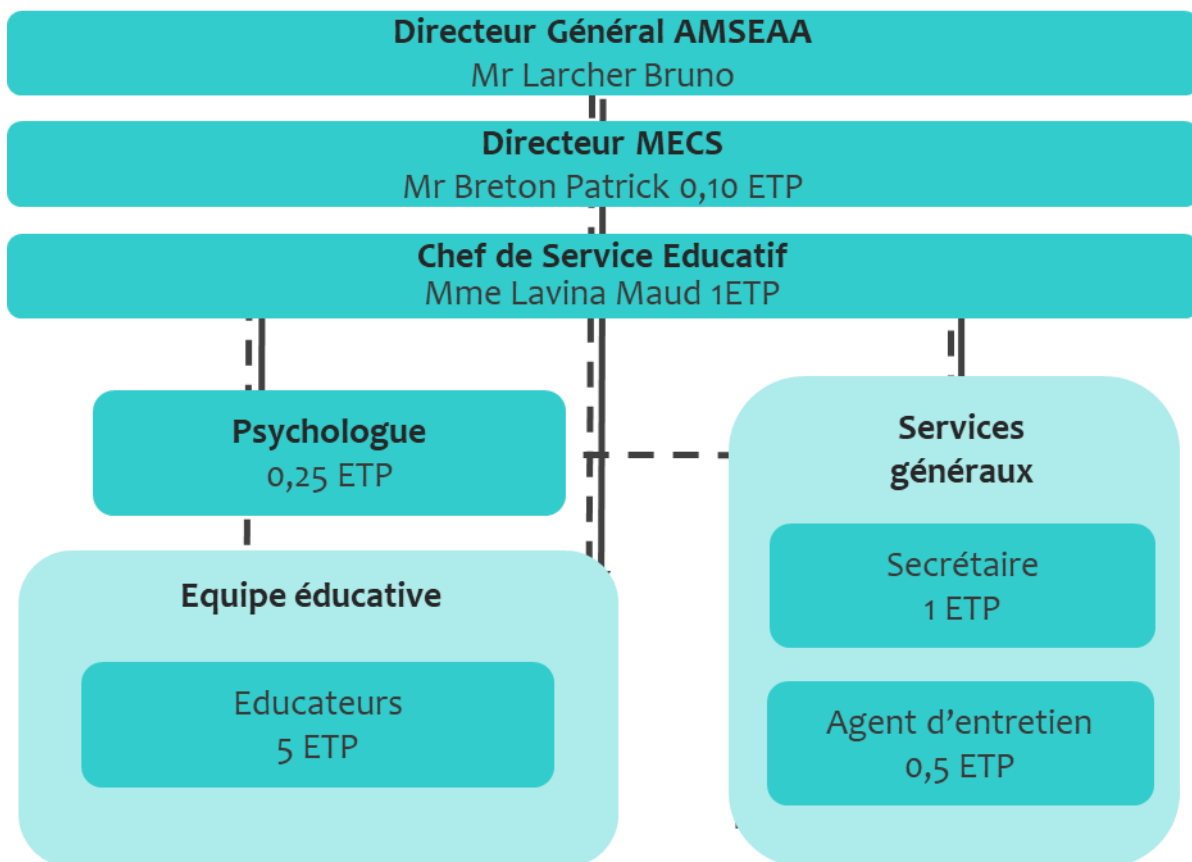 Directeur Général AMSEAA
Mr Larcher Bruno
Directeur MECS
Mr Breton Patrick 0,10 ETP
Chef de Service Educatif
Mme Lavina Maud 1ETP
Psychologue
0,25 ETP
Equipe éducative
Educateurs
5 ETP
Services
généraux
Secrétaire
1 ETP
Agent d’entretien
0,5 ETP